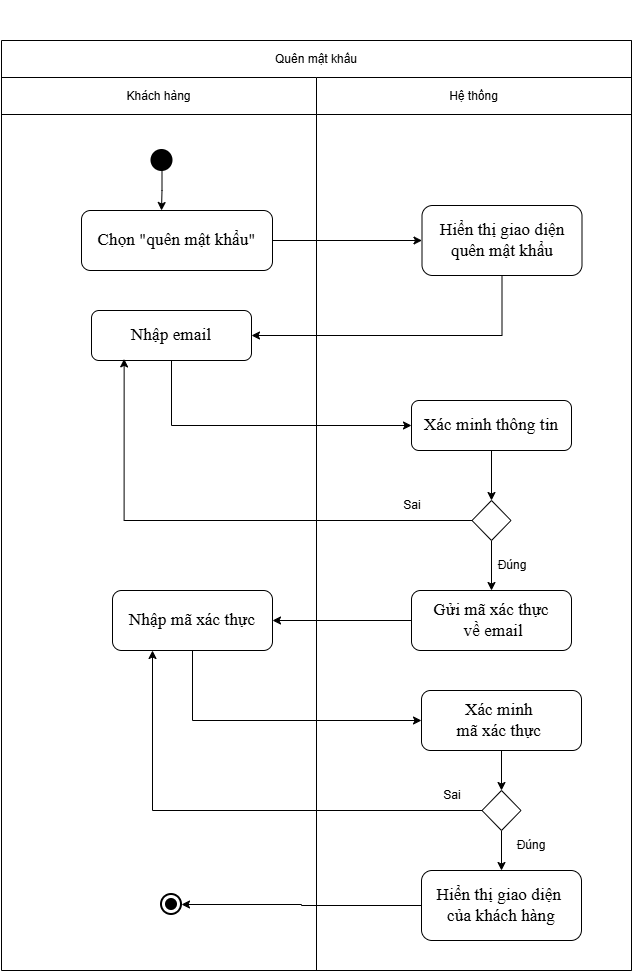 Quên mật khẩu
Khách hàng
Hệ thống
Chọn "quên mật khẩu"
Hiển thị giao diện
quên mật khẩu
Nhập email
Xác minh thông tin
Sai
Đúng
Nhập mã xác thực
Gửi mã xác thực
về email
Xác minh
mã xác thực
Sai
Đúng
Hiển thị giao diện
của khách hàng